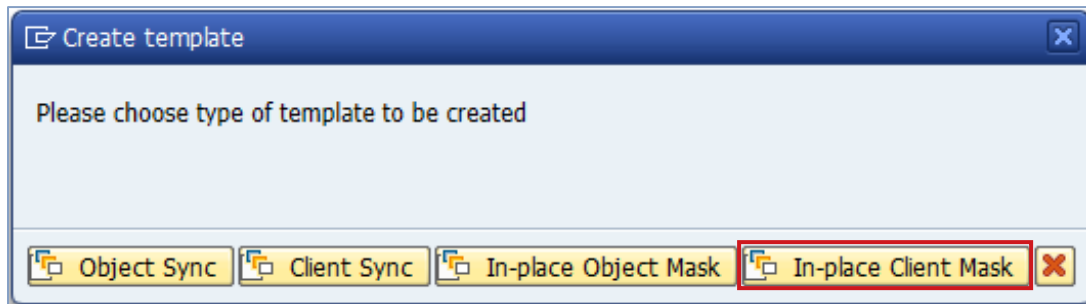 Create template
Please choose type of template to be created
Object Sync Client Sync In-place Object Mask In-place Client Mask